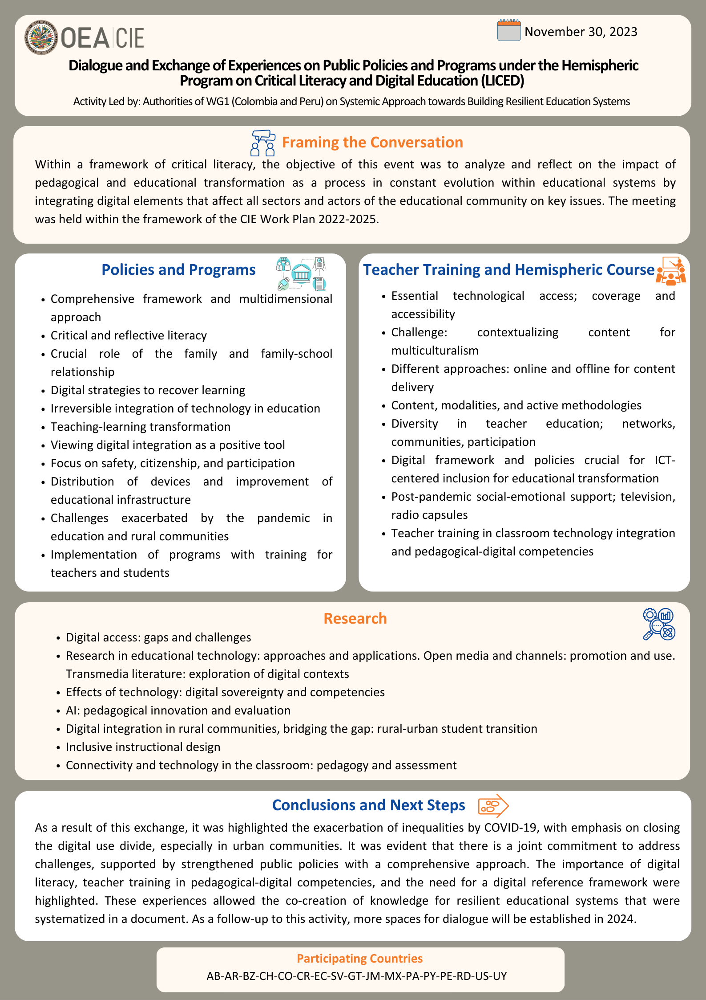 OEA|CIE
ORGANIZACION DE LOS ESTADOS AMERICANOS
November 30, 2023
Dialogue and Exchange of Experiences on Public Policies and Programs under the Hemispheric
Program on Critical Literacy and Digital Education (LICED)
Activity Led by: Authorities of WG1 (Colombia and Peru) on Systemic Approach towards Building Resilient Education Systems
Framing the Conversation
Within a framework of critical literacy, the objective of this event was to analyze and reflect on the impact of
pedagogical and educational transformation as a process in constant evolution within educational systems by
integrating digital elements that affect all sectors and actors of the educational community on key issues. The meeting
was held within the framework of the CIE Work Plan 2022-2025.
Policies and Programs
• Comprehensive framework and multidimensional
approach
• Critical and reflective literacy
• Crucial role of the family and family-school
relationship
• Digital strategies to recover learning
• Irreversible integration of technology in education
• Teaching-learning transformation
• Viewing digital integration as a positive tool
• Focus on safety, citizenship, and participation
• Distribution of devices and improvement of
educational infrastructure
• Challenges exacerbated by the pandemic in
education and rural communities
• Implementation of programs with training for
teachers and students
Teacher Training and Hemispheric Course
• Essential technological access; coverage and
accessibility
• Challenge: contextualizing content for
multiculturalism
• Different approaches: online and offline for content
delivery
• Content, modalities, and active methodologies
• Diversity in teacher education; networks,
communities, participation
• Digital framework and policies crucial for ICT-
centered inclusion for educational transformation
• Post-pandemic social-emotional support; television,
radio capsules
• Teacher training in classroom technology integration
and pedagogical-digital competencies
Research
• Digital access: gaps and challenges
• Research in educational technology: approaches and applications. Open media and channels: promotion and use.
Transmedia literature: exploration of digital contexts
• Effects of technology: digital sovereignty and competencies
• AI: pedagogical innovation and evaluation
• Digital integration in rural communities, bridging the gap: rural-urban student transition
• Inclusive instructional design
• Connectivity and technology in the classroom: pedagogy and assessment
Conclusions and Next Steps
As a result of this exchange, it was highlighted the exacerbation of inequalities by COVID-19, with emphasis on closing
the digital use divide, especially in urban communities. It was evident that there is a joint commitment to address
challenges, supported by strengthened public policies with a comprehensive approach. The importance of digital
literacy, teacher training in pedagogical-digital competencies, and the need for a digital reference framework were
highlighted. These experiences allowed the co-creation of knowledge for resilient educational systems that were
systematized in a document. As a follow-up to this activity, more spaces for dialogue will be established in 2024.
Participating Countries
AB-AR-BZ-CH-CO-CR-EC-SV-GT-JM-MX-PA-PY-PE-RD-US-UY